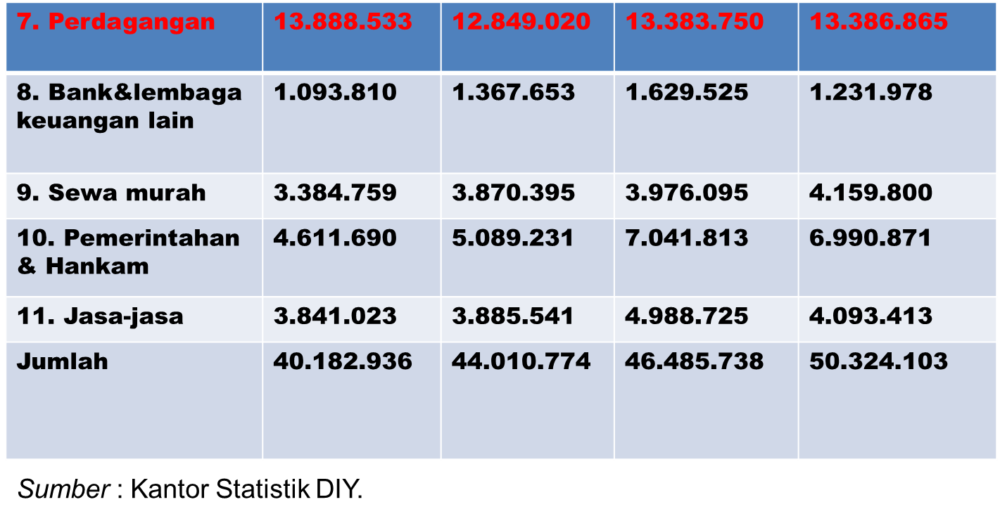 7. Perdagangan 13.888.533 12.849.020 13.383.750 13.386.865
8. Bank&lembaga 1.093.810 1.367.653 1.629.525 1.231.978
keuangan lain
9. Sewa murah 3.384.759 3.870.395 3.976.095 4.159.800
10. Pemerintahan 4.611.690 5.089.231 7.041.813 6.990.871
& Hankam
11. Jasa-jasa 3.841.023 3.885.541 4.988.725 4.093.413
Jumlah 40.182.936 44.010.774 46.485.738 50.324.103
Sumber : Kantor Statistik DIY.